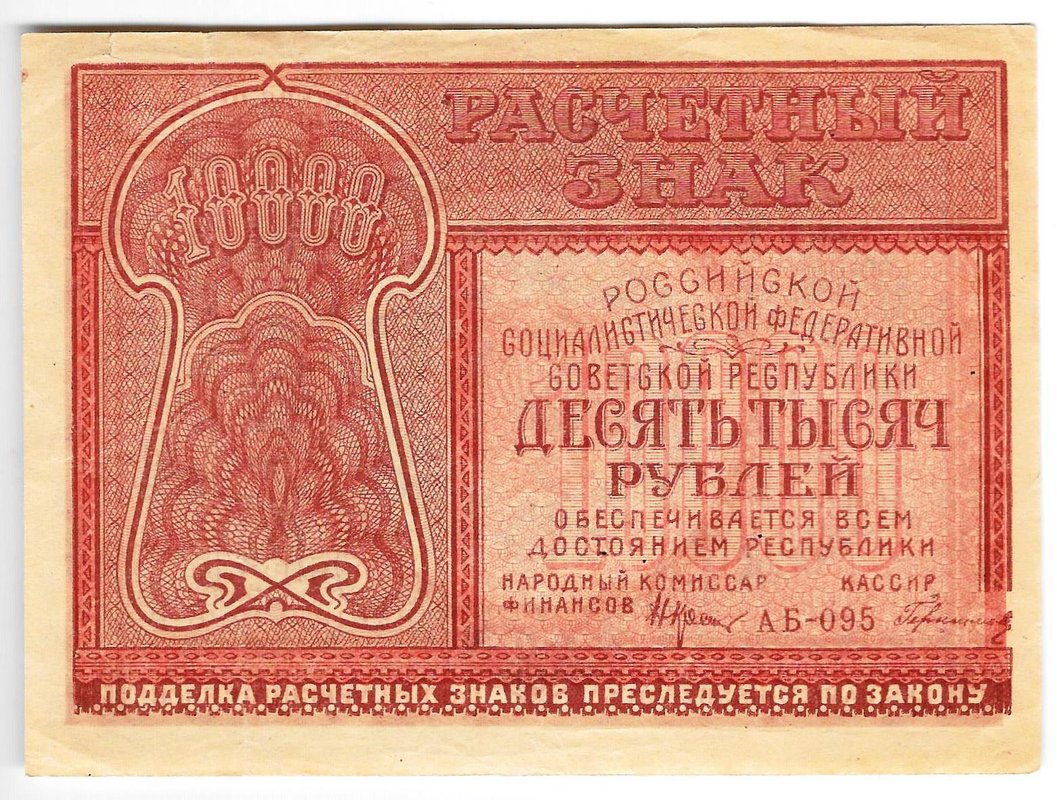 РАСЧЕТНЫЙ
ЗНАК
10000
РОССИЙСКОЙ
СОЦИАЛИСТИЧЕСКОЙ ФЕДЕРАТИВНОЙ
СОВЕТСКОЙ РЕСПУБЛИКИ
ДЕСЯТЬ ТЫСЯЧ
РУБЛЕЙ
ОБЕСПЕЧИВАЕТСЯ ВСЕМ
ДОСТОЯНИЕМ РЕСПУБЛИКИ
НАРОДНЫЙ КОМИССАР КАССИР
ФИНАНСОВ АБ-095
ПОДДЕЛКА РАСЧЕТНЫХ ЗНАКОВ ПРЕСЛЕДУЕТСЯ ПО ЗАКОНУ